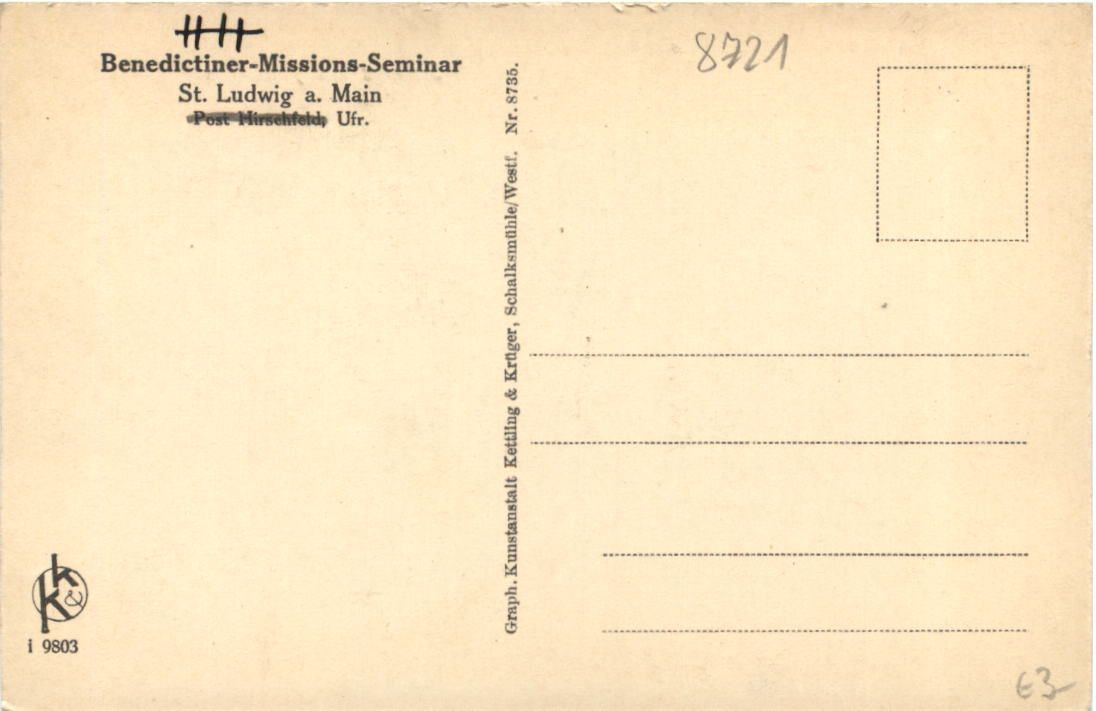 Benedictiner-Missions-Seminar
St. Ludwig a. Main
Post Hirschfeld, Ufr.
Graph. Kunstanstalt Kettling & Krüger, Schalksmühle/Westf. Nr. 8735.
8721
k&k
i 9803
€3-